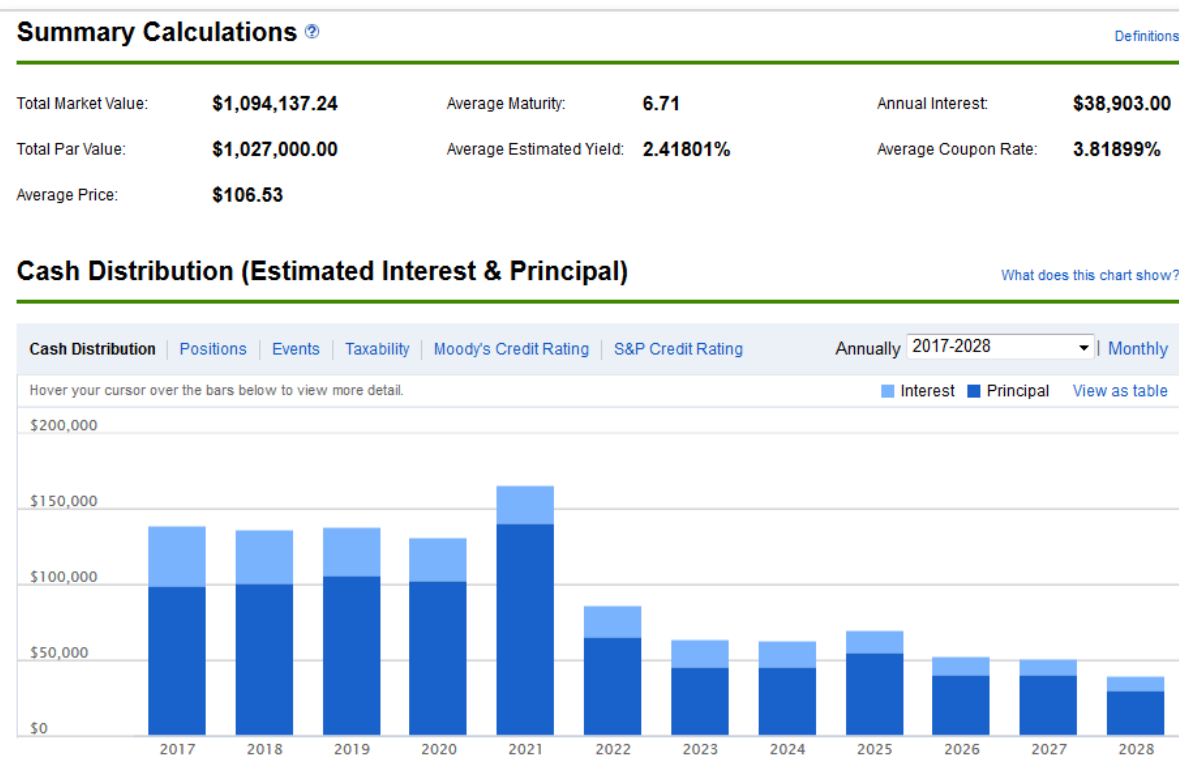 Summary Calculations ?
Definitions
Total Market Value: $1,094,137.24 Average Maturity: 6.71 Annual Interest: $38,903.00
Total Par Value: $1,027,000.00 Average Estimated Yield: 2.41801% Average Coupon Rate: 3.81899%
Average Price: $106.53
Cash Distribution (Estimated Interest & Principal)
What does this chart show?
Cash Distribution | Positions | Events | Taxability | Moody's Credit Rating | S&P Credit Rating Annually 2017-2028 | Monthly
Hover your cursor over the bars below to view more detail. Interest Principal View as table
$200,000
$150,000
$100,000
$50,000
$0
2017 2018 2019 2020 2021 2022 2023 2024 2025 2026 2027 2028